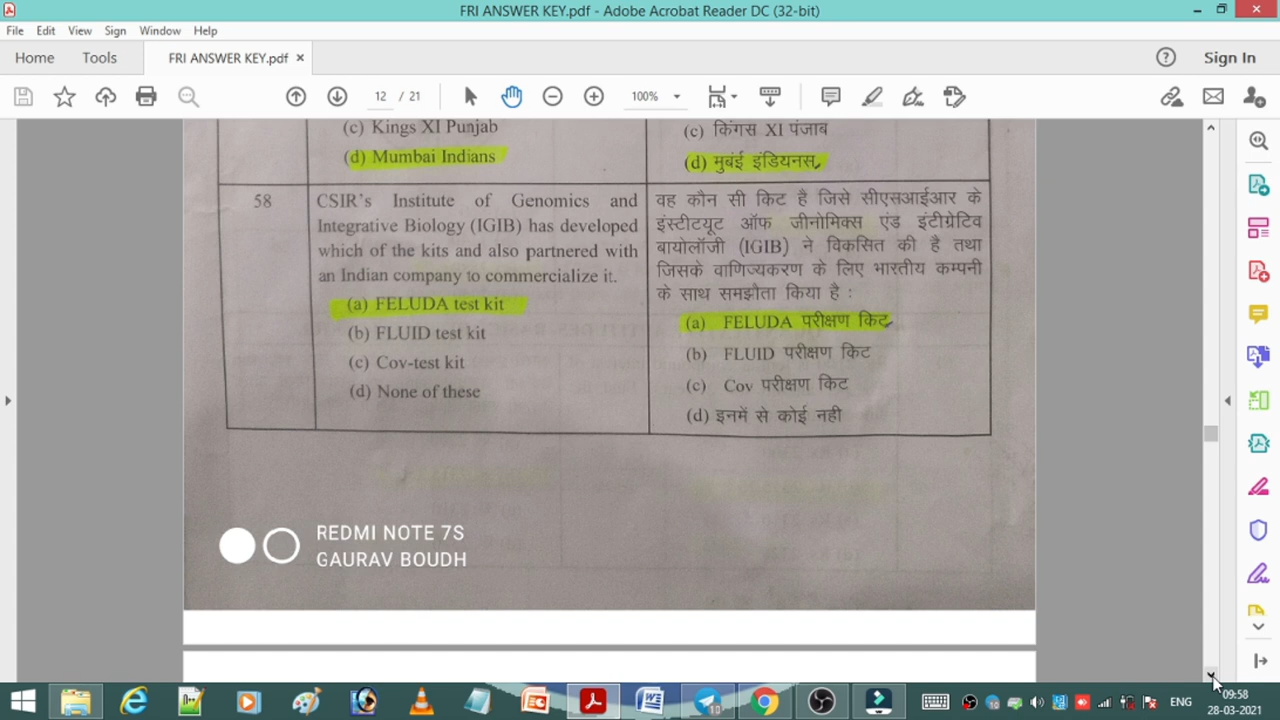 FRI ANSWER KEY.pdf - Adobe Acrobat Reader DC (32-bit)
File Edit View Sign Window Help
Home Tools FRI ANSWER KEY.pdf × Sign In
12 / 21 100%
(c) Kings XI Punjab
(d) Mumbai Indians
(c) किंगस XI पंजाब
(d) मुबंई इंडियनस
58
CSIR's Institute of Genomics and
Integrative Biology (IGIB) has developed
which of the kits and also partnered with
an Indian company to commercialize it.
(a) FELUDA test kit
(b) FLUID test kit
(c) Cov-test kit
(d) None of these
वह कौन सी किट है जिसे सीएसआईआर के
इंस्टीटयूट ऑफ जीनोमिक्स एंड इंटीग्रेटिव
बायोलॉजी (IGIB) ने विकसित की है तथा
जिसके वाणिज्यकरण के लिए भारतीय कम्पनी
के साथ समझौता किया है :
(a) FELUDA परीक्षण किट
(b) FLUID परीक्षण किट
(c) Cov परीक्षण किट
(d) इनमें से कोई नही
REDMI NOTE 7S
GAURAV BOUDH
ENG
09:58
28-03-2021